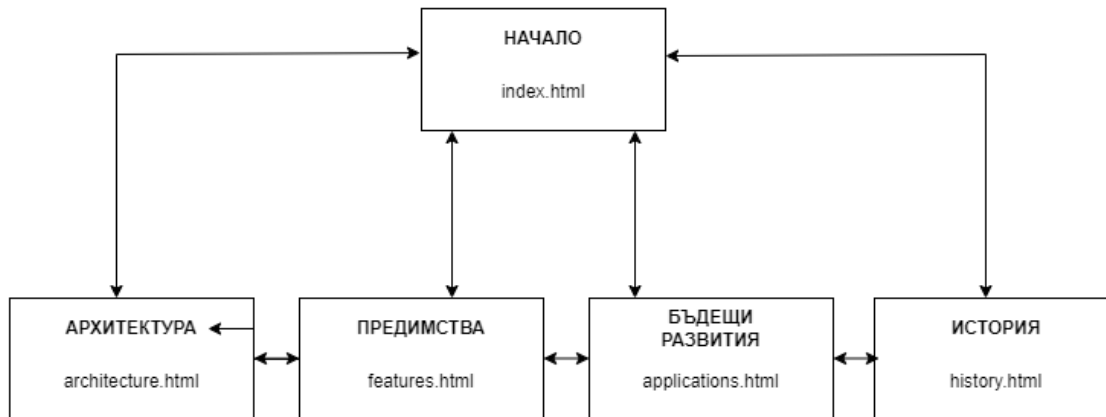 НАЧАЛО
index.html
АРХИТЕКТУРА
architecture.html
ПРЕДИМСТВА
features.html
БЪДЕЩИ
РАЗВИТИЯ
applications.html
ИСТОРИЯ
history.html